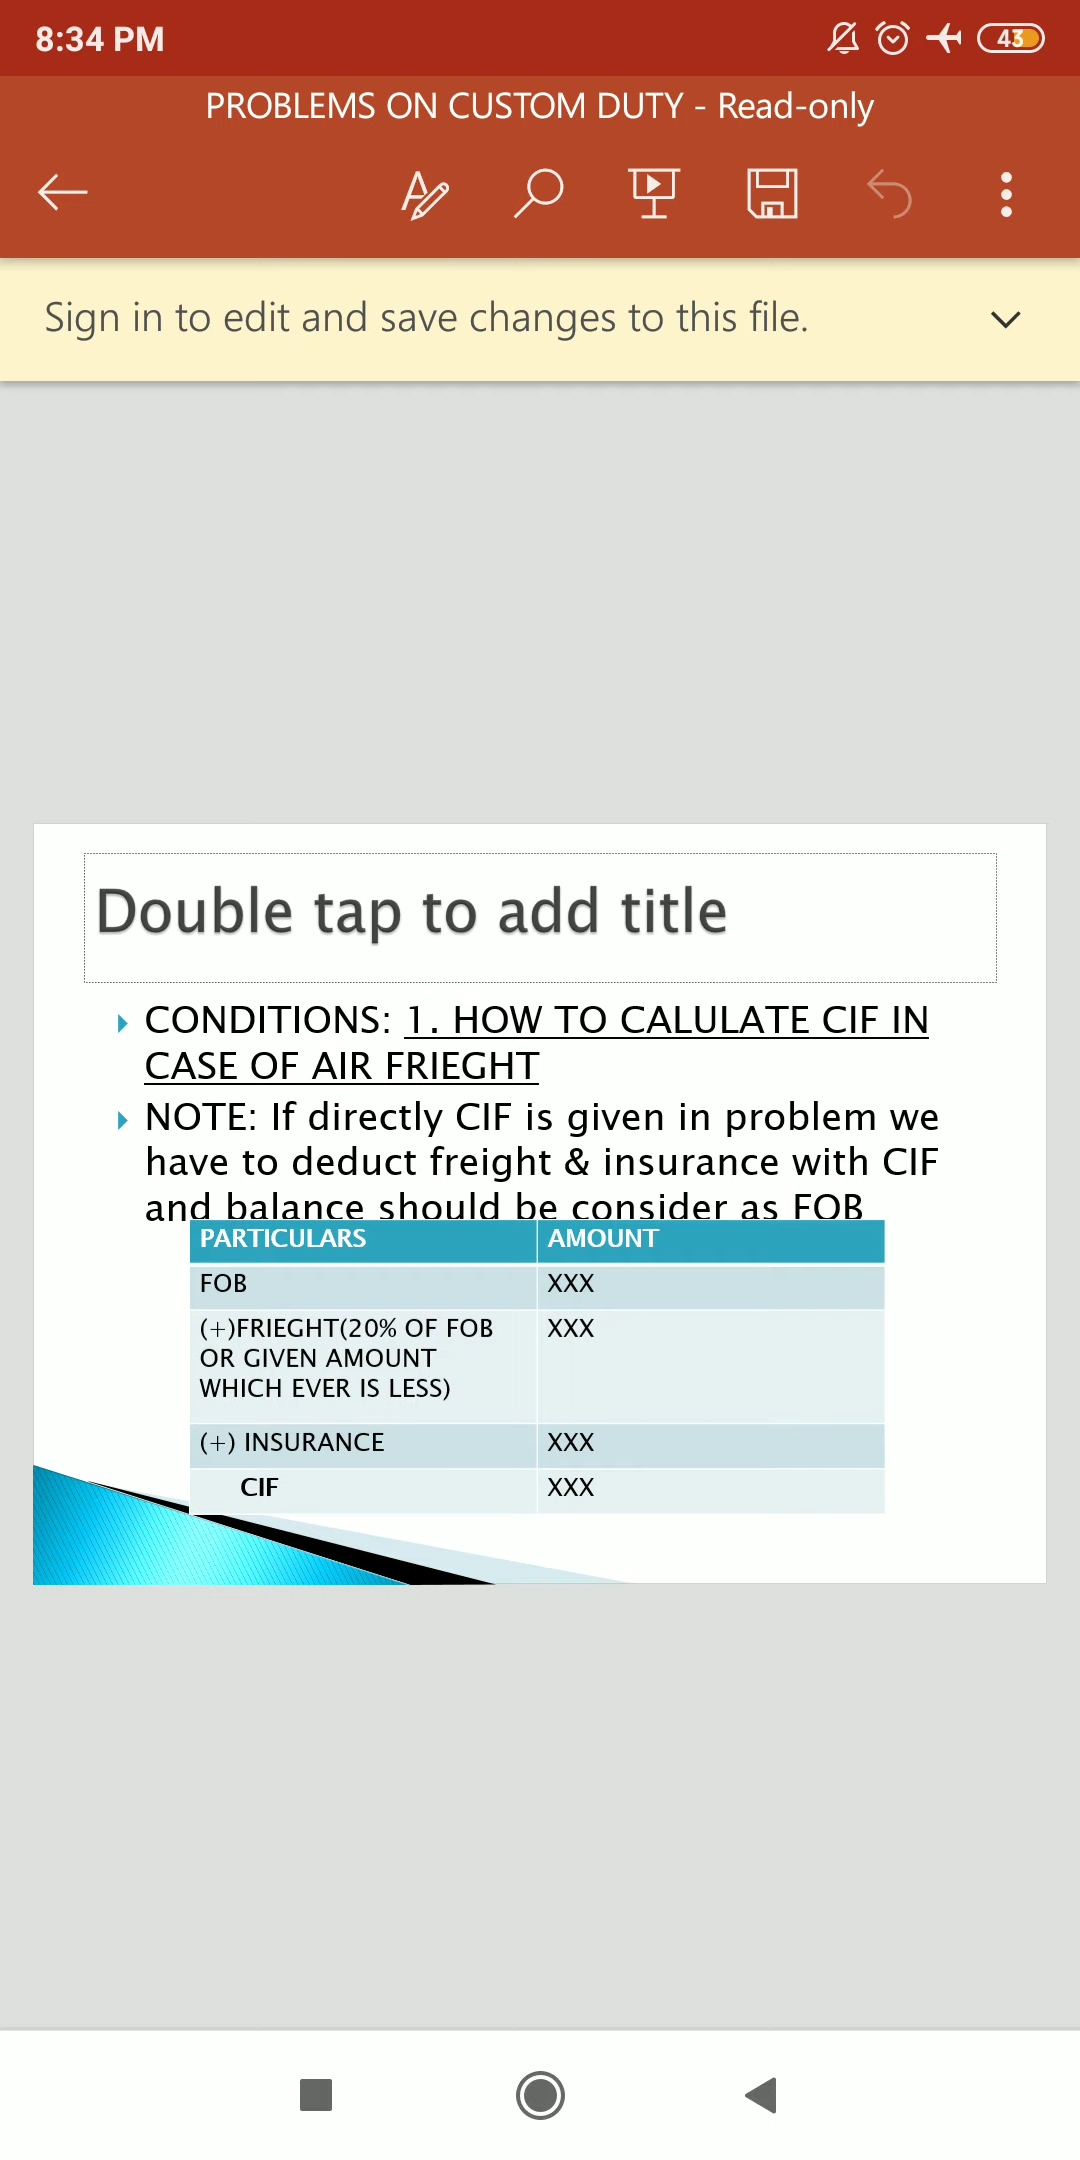 8:34 PM
43
PROBLEMS ON CUSTOM DUTY - Read-only
Sign in to edit and save changes to this file.
Double tap to add title
CONDITIONS: 1. HOW TO CALULATE CIF IN
CASE OF AIR FRIEGHT
NOTE: If directly CIF is given in problem we
have to deduct freight & insurance with CIF
and balance should be consider as FOB
PARTICULARS AMOUNT
FOB XXX
(+)FRIEGHT(20% OF FOB XXX
OR GIVEN AMOUNT
WHICH EVER IS LESS)
(+) INSURANCE XXX
CIF XXX